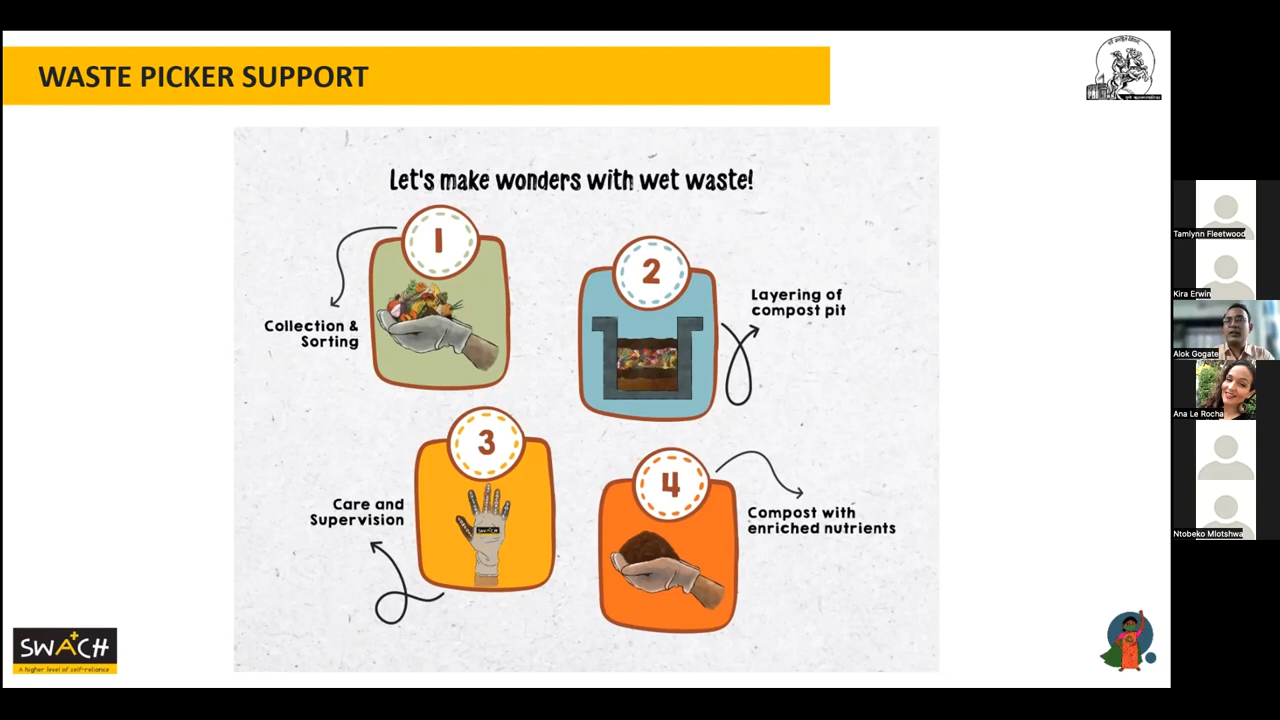 WASTE PICKER SUPPORT
Let's make wonders with wet waste!
1
Collection &
Sorting
2
Layering of
compost pit
3
Care and
Supervision
SWACH
4
Compost with
enriched nutrients
SWACH
A higher level of self-reliance
Tamlynn Fleetwood
Kira Erwin
Alok Gogate
Ana Le Rocha
Ntobeko Mlotshwa